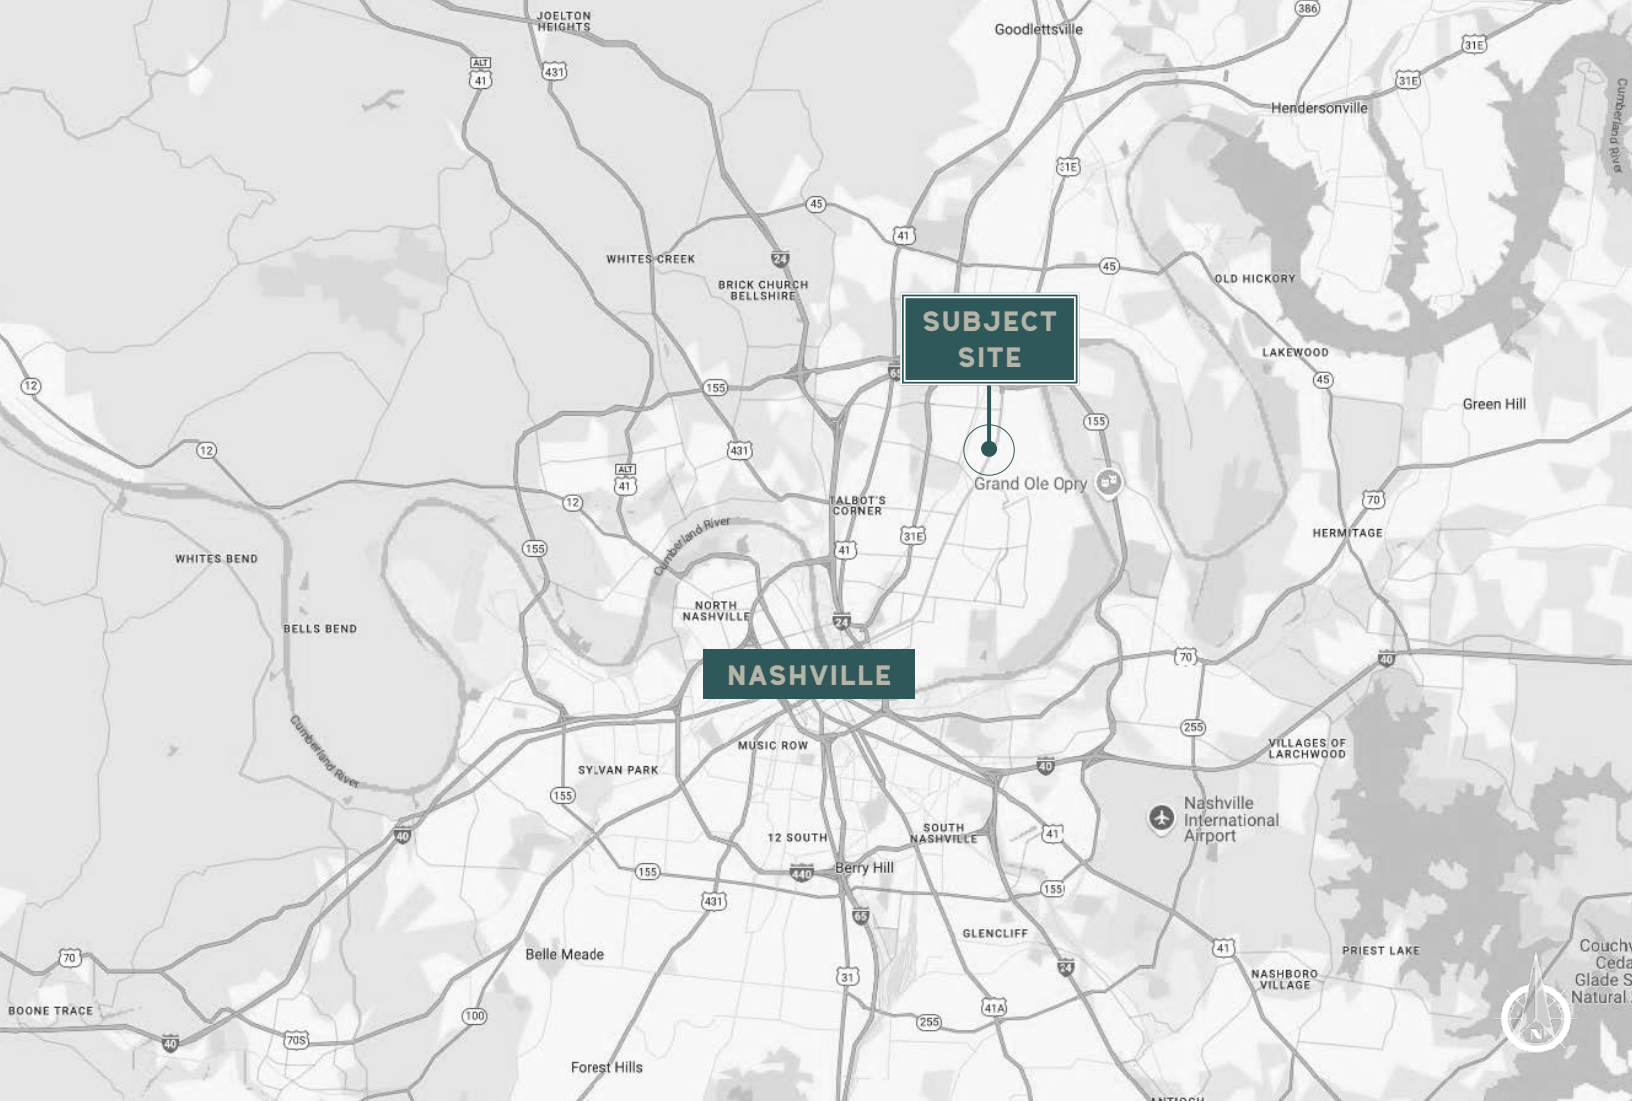 JOELTON
HEIGHTS
Goodlettsville
386
31E
ALT
41
431
31E
Hendersonville
Cumberland River
31E
45
41
WHITES CREEK
24
45
OLD HICKORY
BRICK CHURCH
BELLSHIRE
SUBJECT
SITE
LAKEWOOD
12
155
45
Green Hill
155
12
431
ALT
41
Grand Ole Opry
12
TALBOT'S
CORNER
70
HERMITAGE
Cumberland River
31E
155
41
WHITES BEND
NORTH
NASHVILLE
24
BELLS BEND
70
40
NASHVILLE
255
Cumberland River
MUSIC ROW
VILLAGES OF
LARCHWOOD
SYLVAN PARK
40
155
Nashville
International
Airport
40
12 SOUTH
SOUTH
NASHVILLE
41
155
440
Berry Hill
155
431
65
GLENCLIFF
41
PRIEST LAKE
Belle Meade
70
24
31
NASHBORO
VILLAGE
Couchv
Ceda
Glade S
Natural
BOONE TRACE
100
41A
255
70S
40
N
Forest Hills
ANTIOCH